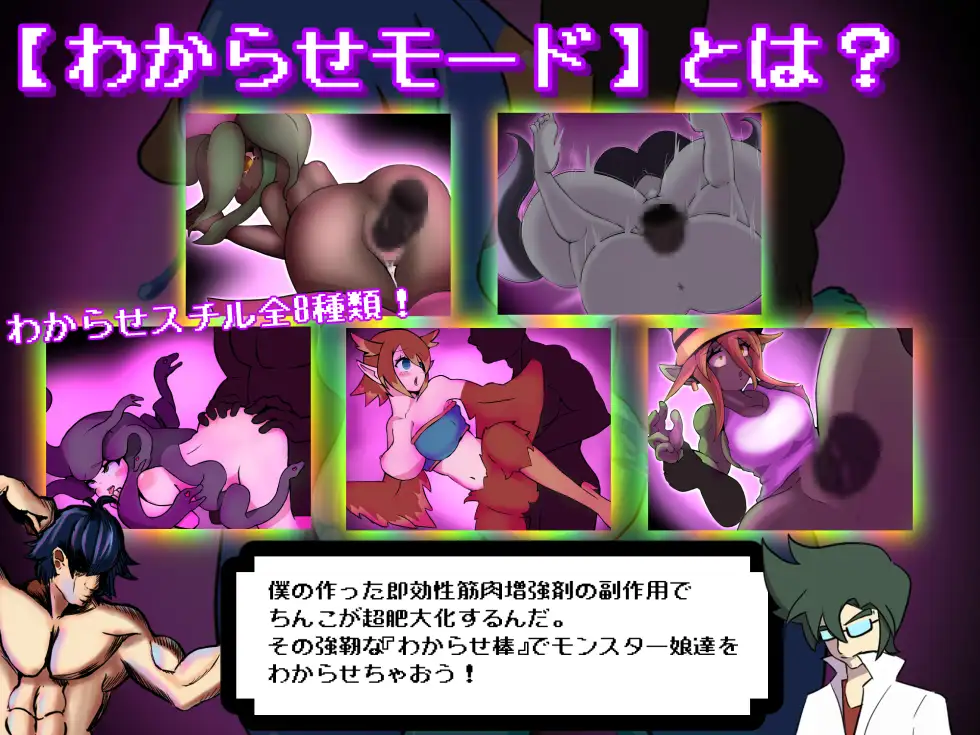 【わからせモード】とは？
わからせスチル全8種類！
僕の作った即効性筋肉増強剤の副作用で
ちんこが超肥大化するんだ。
その強靭な『わからせ棒』でモンスター娘達を
わからせちゃおう！